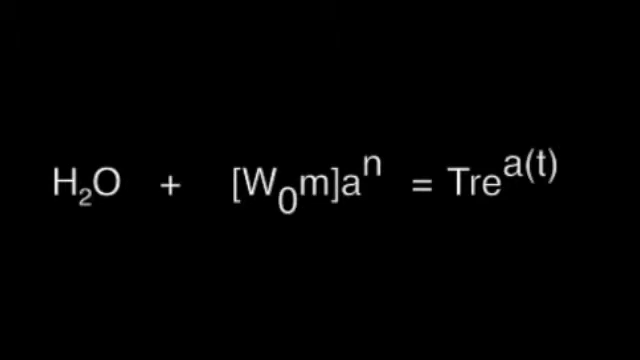 H₂O + [W₀m]aⁿ = Treᵃ⁽ᵗ⁾